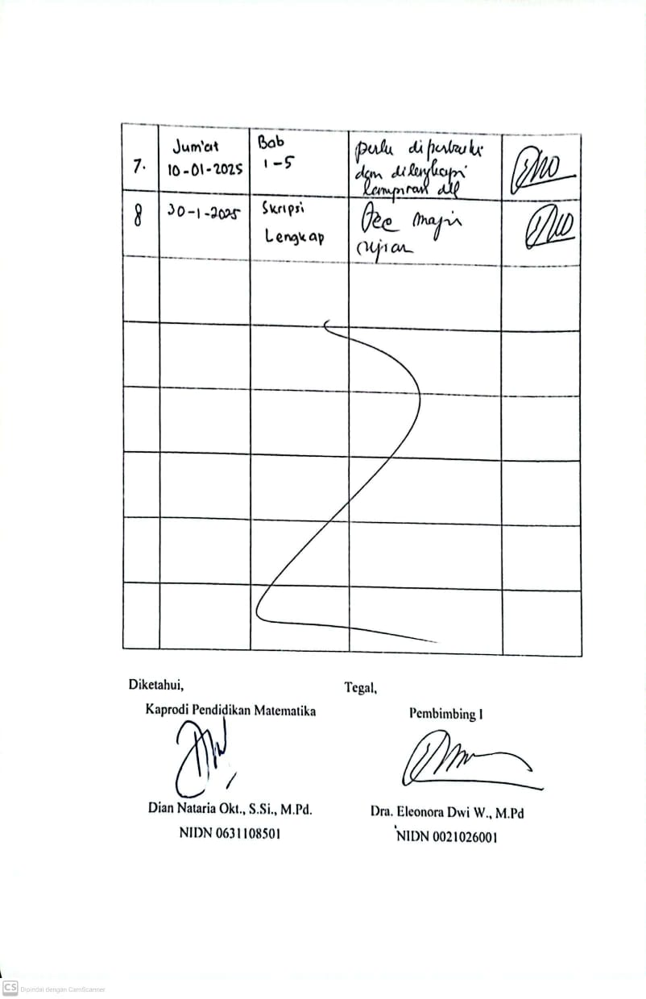 7.
Jum'at
10-01-2025
Bab
1-5
perlu diperbaiki
dan dilengkapi
lampiran dll
8
30-1-2025
Skripsi
Lengkap
Acc maju
ujian
Diketahui,
Tegal,
Kaprodi Pendidikan Matematika
Pembimbing I
Dian Nataria Okt., S.Si., M.Pd.
Dra. Eleonora Dwi W., M.Pd
NIDN 0631108501
NIDN 0021026001
CS Dipindai dengan CamScanner